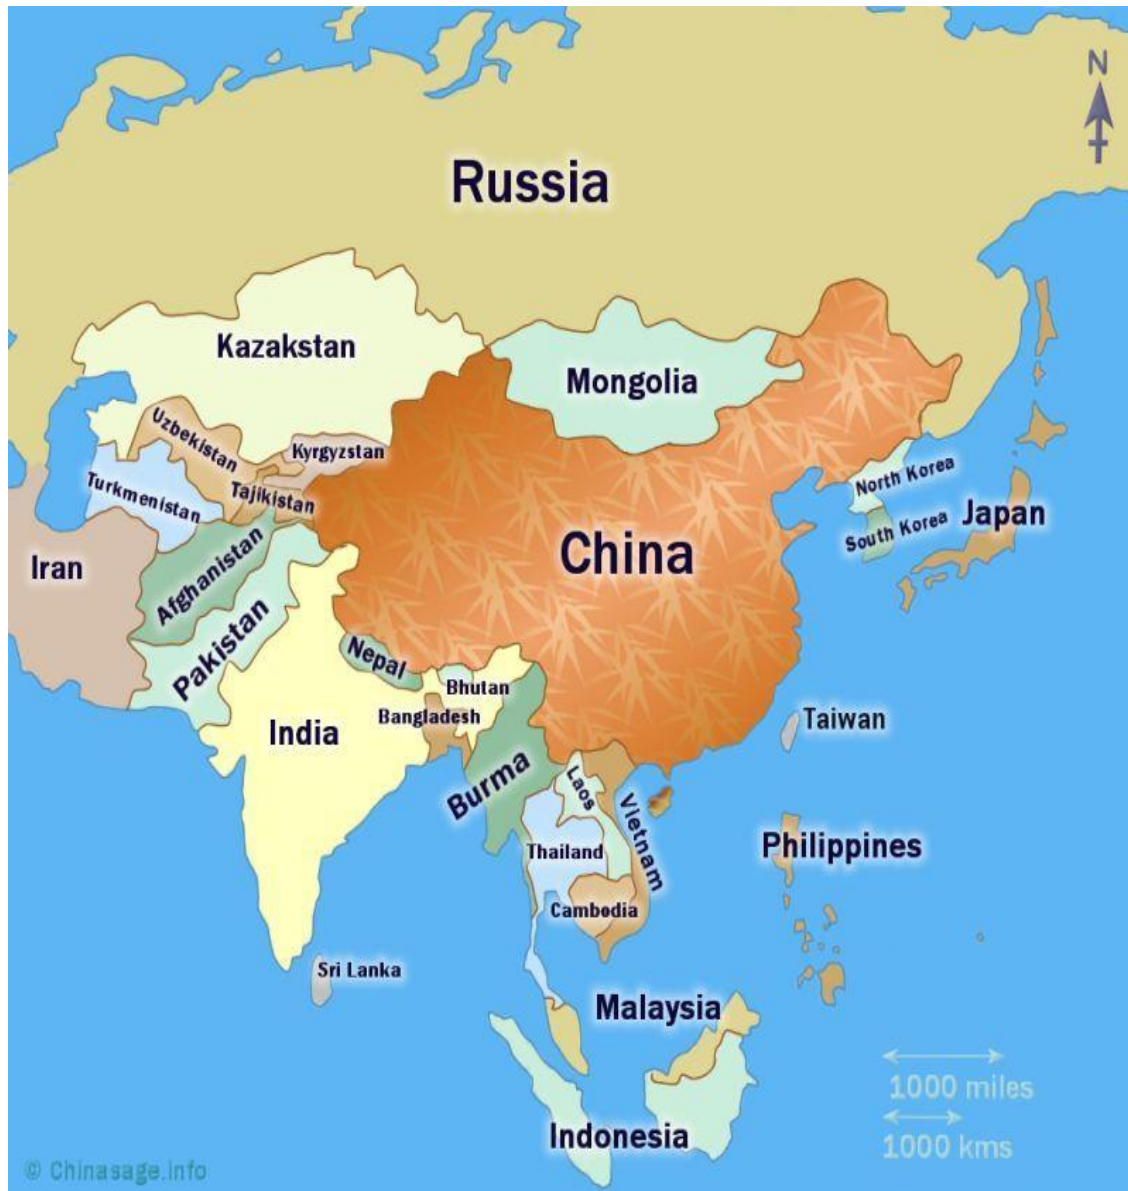 N
Russia
Kazakstan
Mongolia
Uzbekistan
Kyrgyzstan
Turkmenistan
Tajikistan
North Korea
South Korea
Japan
Iran
Afghanistan
China
Pakistan
Nepal
Bhutan
Bangladesh
India
Taiwan
Burma
Laos
Vietnam
Thailand
Philippines
Cambodia
Sri Lanka
Malaysia
1000 miles
Indonesia
1000 kms
© Chinasage.info